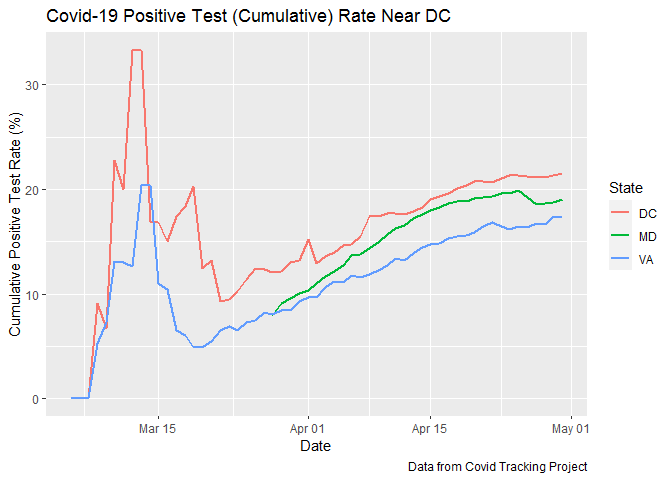 Covid-19 Positive Test (Cumulative) Rate Near DC
Cumulative Positive Test Rate (%)
30
20
10
0
Mar 15
Apr 01
Apr 15
May 01
Date
State
DC
MD
VA
Data from Covid Tracking Project